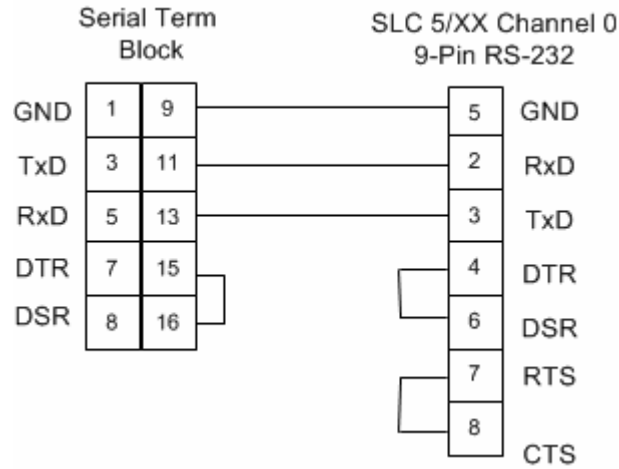 Serial Term
Block
SLC 5/XX Channel 0
9-Pin RS-232
GND 1 9 5 GND
TxD 3 11 2 RxD
RxD 5 13 3 TxD
DTR 7 15 4 DTR
DSR 8 16 6 DSR
7 RTS
8 CTS